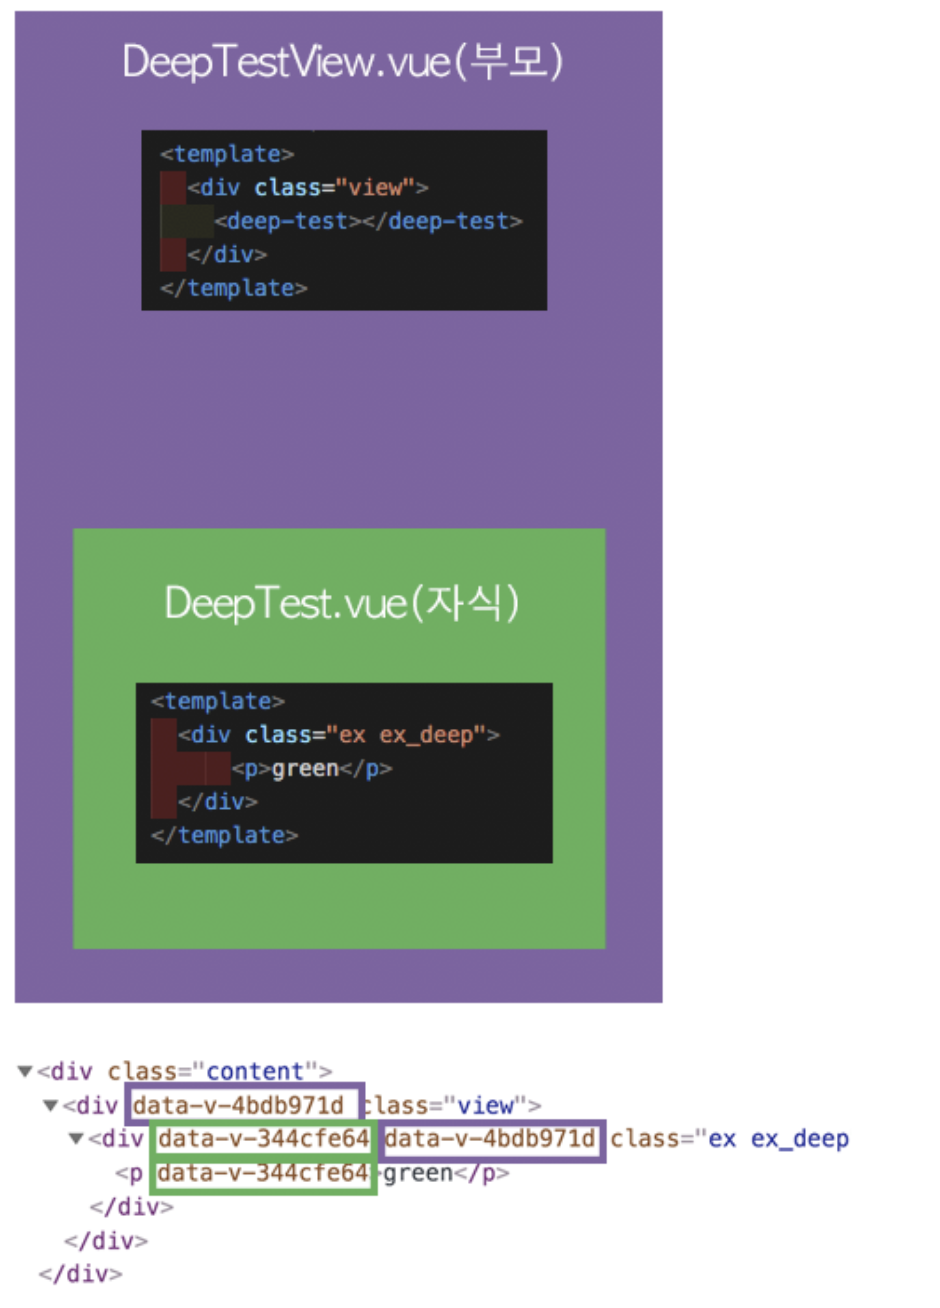 DeepTestView.vue(부모)
<template>
<div class="view">
<deep-test></deep-test>
</div>
</template>
DeepTest.vue(자식)
<template>
<div class="ex ex_deep">
<p>green</p>
</div>
</template>
▼<div class="content">
▼<div data-v-4bdb971d class="view">
▼<div data-v-344cfe64 data-v-4bdb971d class="ex ex_deep
<p data-v-344cfe64>green</p>
</div>
</div>
</div>